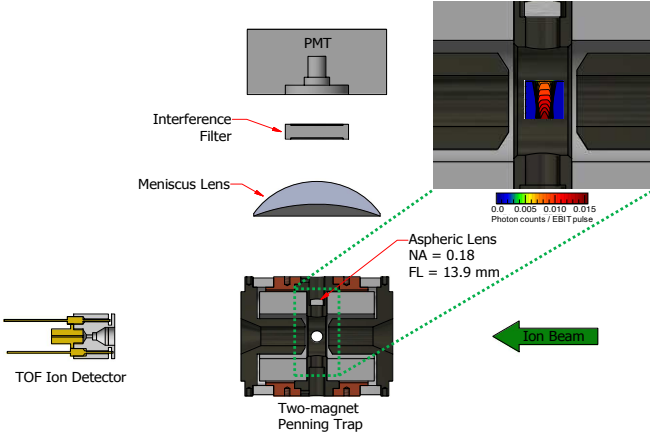 PMT
Interference
Filter
Meniscus Lens
0.0 0.005 0.010 0.015
Photon counts / EBIT pulse
Aspheric Lens
NA = 0.18
FL = 13.9 mm
Ion Beam
TOF Ion Detector
Two-magnet
Penning Trap